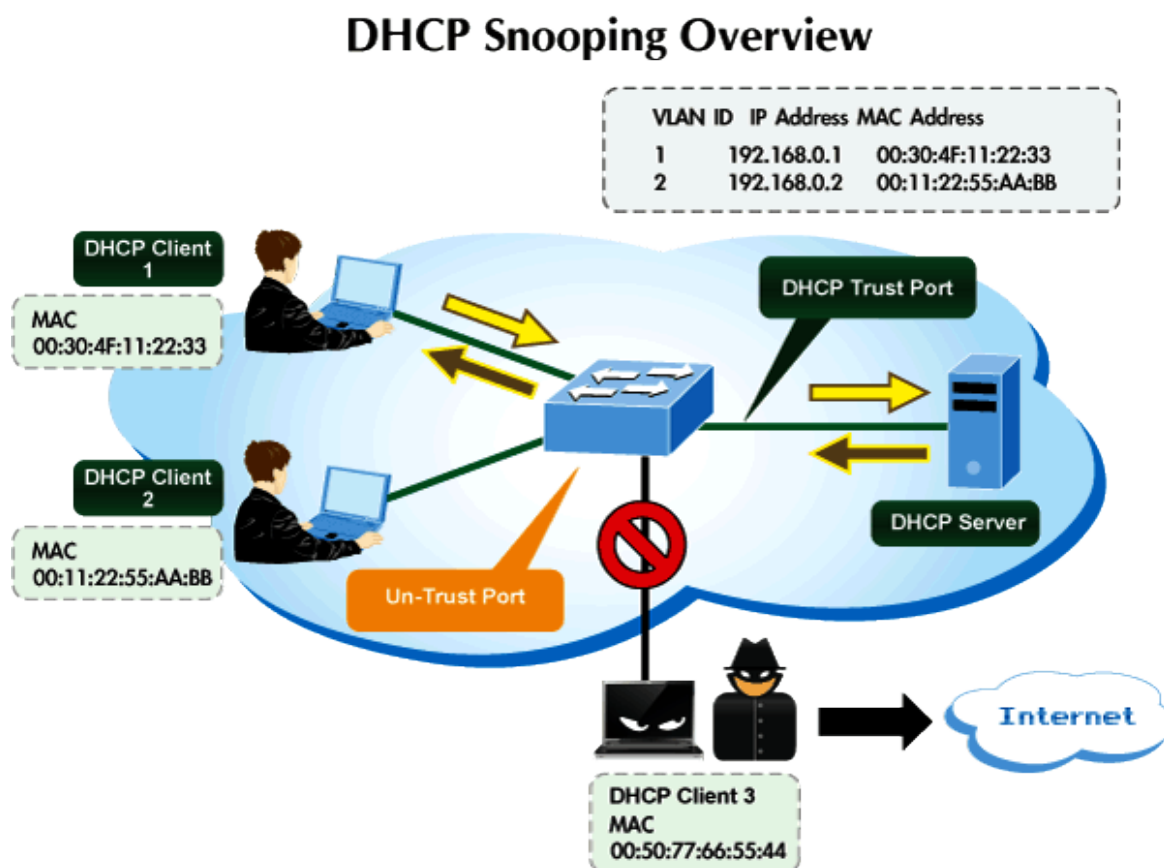 DHCP Snooping Overview
VLAN ID IP Address MAC Address
1 192.168.0.1 00:30:4F:11:22:33
2 192.168.0.2 00:11:22:55:AA:BB
DHCP Client
1
MAC
00:30:4F:11:22:33
DHCP Trust Port
DHCP Client
2
MAC
00:11:22:55:AA:BB
Un-Trust Port
DHCP Server
Internet
DHCP Client 3
MAC
00:50:77:66:55:44